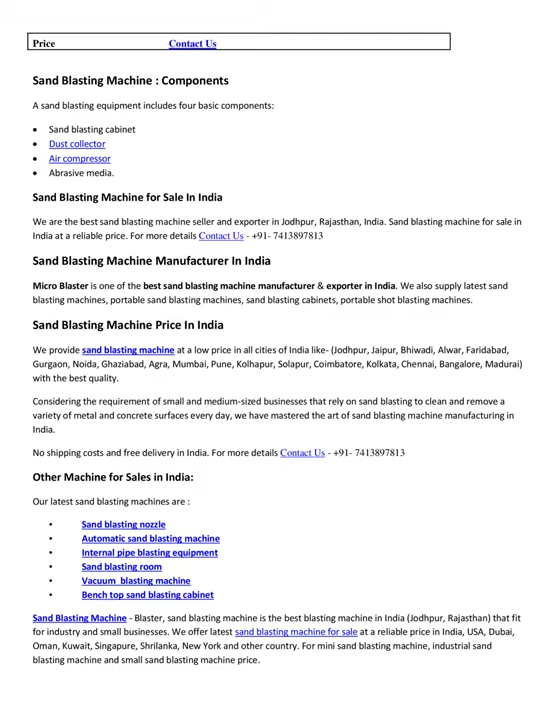 Price Contact Us
Sand Blasting Machine : Components
A sand blasting equipment includes four basic components:
• Sand blasting cabinet
• Dust collector
• Air compressor
• Abrasive media.
Sand Blasting Machine for Sale In India
We are the best sand blasting machine seller and exporter in Jodhpur, Rajasthan, India. Sand blasting machine for sale in
India at a reliable price. For more details Contact Us - +91- 7413897813
Sand Blasting Machine Manufacturer In India
Micro Blaster is one of the best sand blasting machine manufacturer & exporter in India. We also supply latest sand
blasting machines, portable sand blasting machines, sand blasting cabinets, portable shot blasting machines.
Sand Blasting Machine Price In India
We provide sand blasting machine at a low price in all cities of India like- (Jodhpur, Jaipur, Bhiwadi, Alwar, Faridabad,
Gurgaon, Noida, Ghaziabad, Agra, Mumbai, Pune, Kolhapur, Solapur, Coimbatore, Kolkata, Chennai, Bangalore, Madurai)
with the best quality.
Considering the requirement of small and medium-sized businesses that rely on sand blasting to clean and remove a
variety of metal and concrete surfaces every day, we have mastered the art of sand blasting machine manufacturing in
India.
No shipping costs and free delivery in India. For more details Contact Us - +91- 7413897813
Other Machine for Sales in India:
Our latest sand blasting machines are :
• Sand blasting nozzle
• Automatic sand blasting machine
• Internal pipe blasting equipment
• Sand blasting room
• Vacuum blasting machine
• Bench top sand blasting cabinet
Sand Blasting Machine - Blaster, sand blasting machine is the best blasting machine in India (Jodhpur, Rajasthan) that fit
for industry and small businesses. We offer latest sand blasting machine for sale at a reliable price in India, USA, Dubai,
Oman, Kuwait, Singapure, Shrilanka, New York and other country. For mini sand blasting machine, industrial sand
blasting machine and small sand blasting machine price.